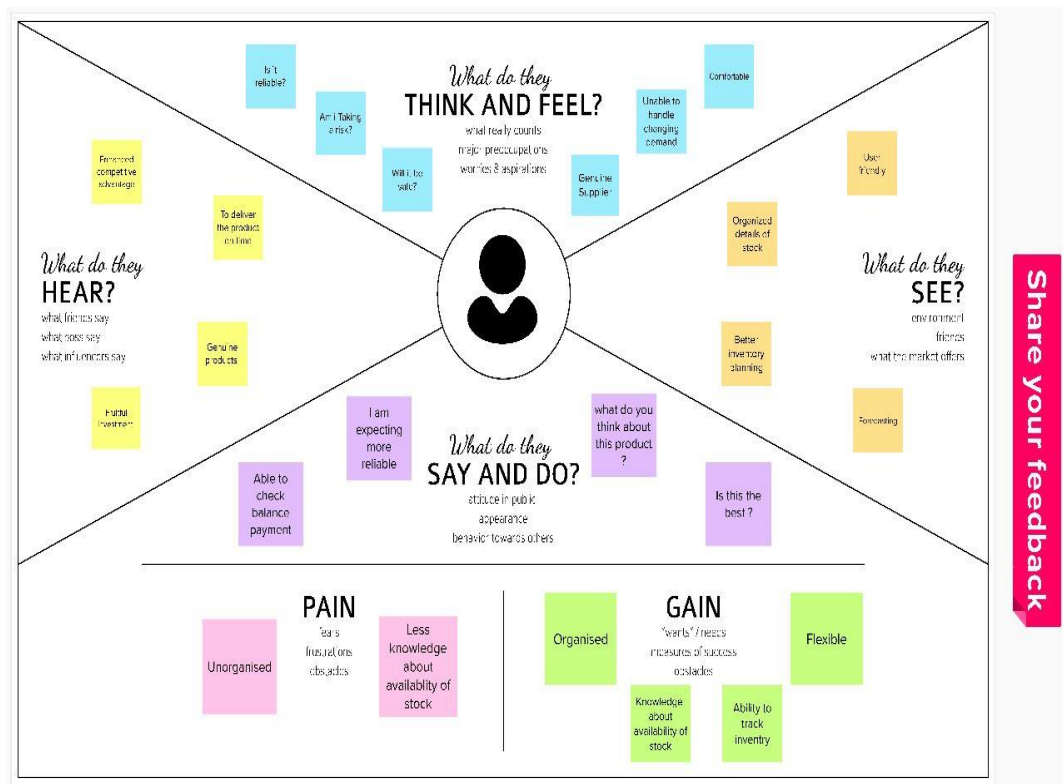 What do they
THINK AND FEEL?
what really counts
major preoccupations
worries & aspirations
Is it
reliable?
Am i Taking
a risk?
Will it be
safe?
Comfortable
Unable to
handle
changing
demand
Genuine
Supplier
What do they
HEAR?
what friends say
what boss say
what influencers say
Enhanced
competitive
advantage
To deliver
the product
on time
Genuine
products
Fruitful
Investment
What do they
SEE?
environment
friends
what the market offers
User
friendly
Organized
details of
stock
Better
inventory
planning
Forecasting
What do they
SAY AND DO?
attitude in public
appearance
behavior towards others
I am
expecting
more
reliable
Able to
check
balance
payment
what do you
think about
this product
?
Is this the
best ?
PAIN
fears
frustrations
obstacles
Unorganised
Less
knowledge
about
availablity of
stock
GAIN
"wants" / needs
measures of success
obstacles
Organised
Flexible
Knowledge
about
availability of
stock
Ability to
track
inventry
Share your feedback